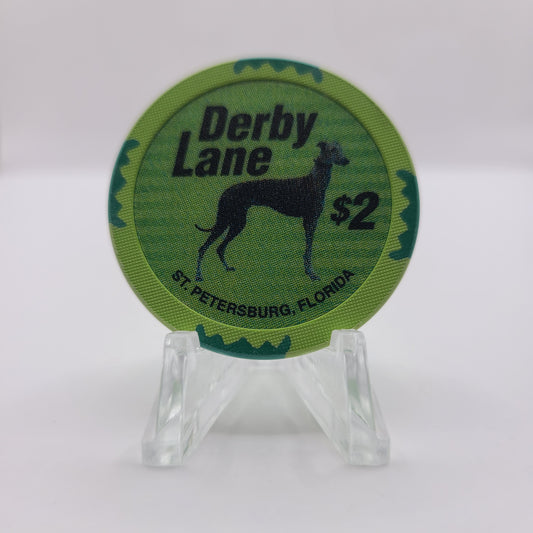 Derby
Lane
$2
ST. PETERSBURG, FLORIDA